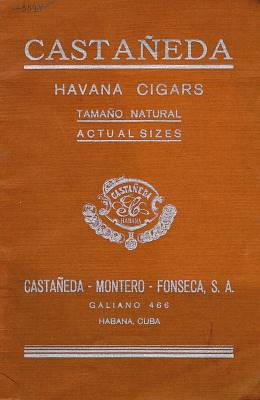 CASTAÑEDA
HAVANA CIGARS
TAMAÑO NATURAL
ACTUAL SIZES
CASTAÑEDA
HABANA
CASTAÑEDA - MONTERO - FONSECA, S. A.
GALIANO 466
HABANA, CUBA